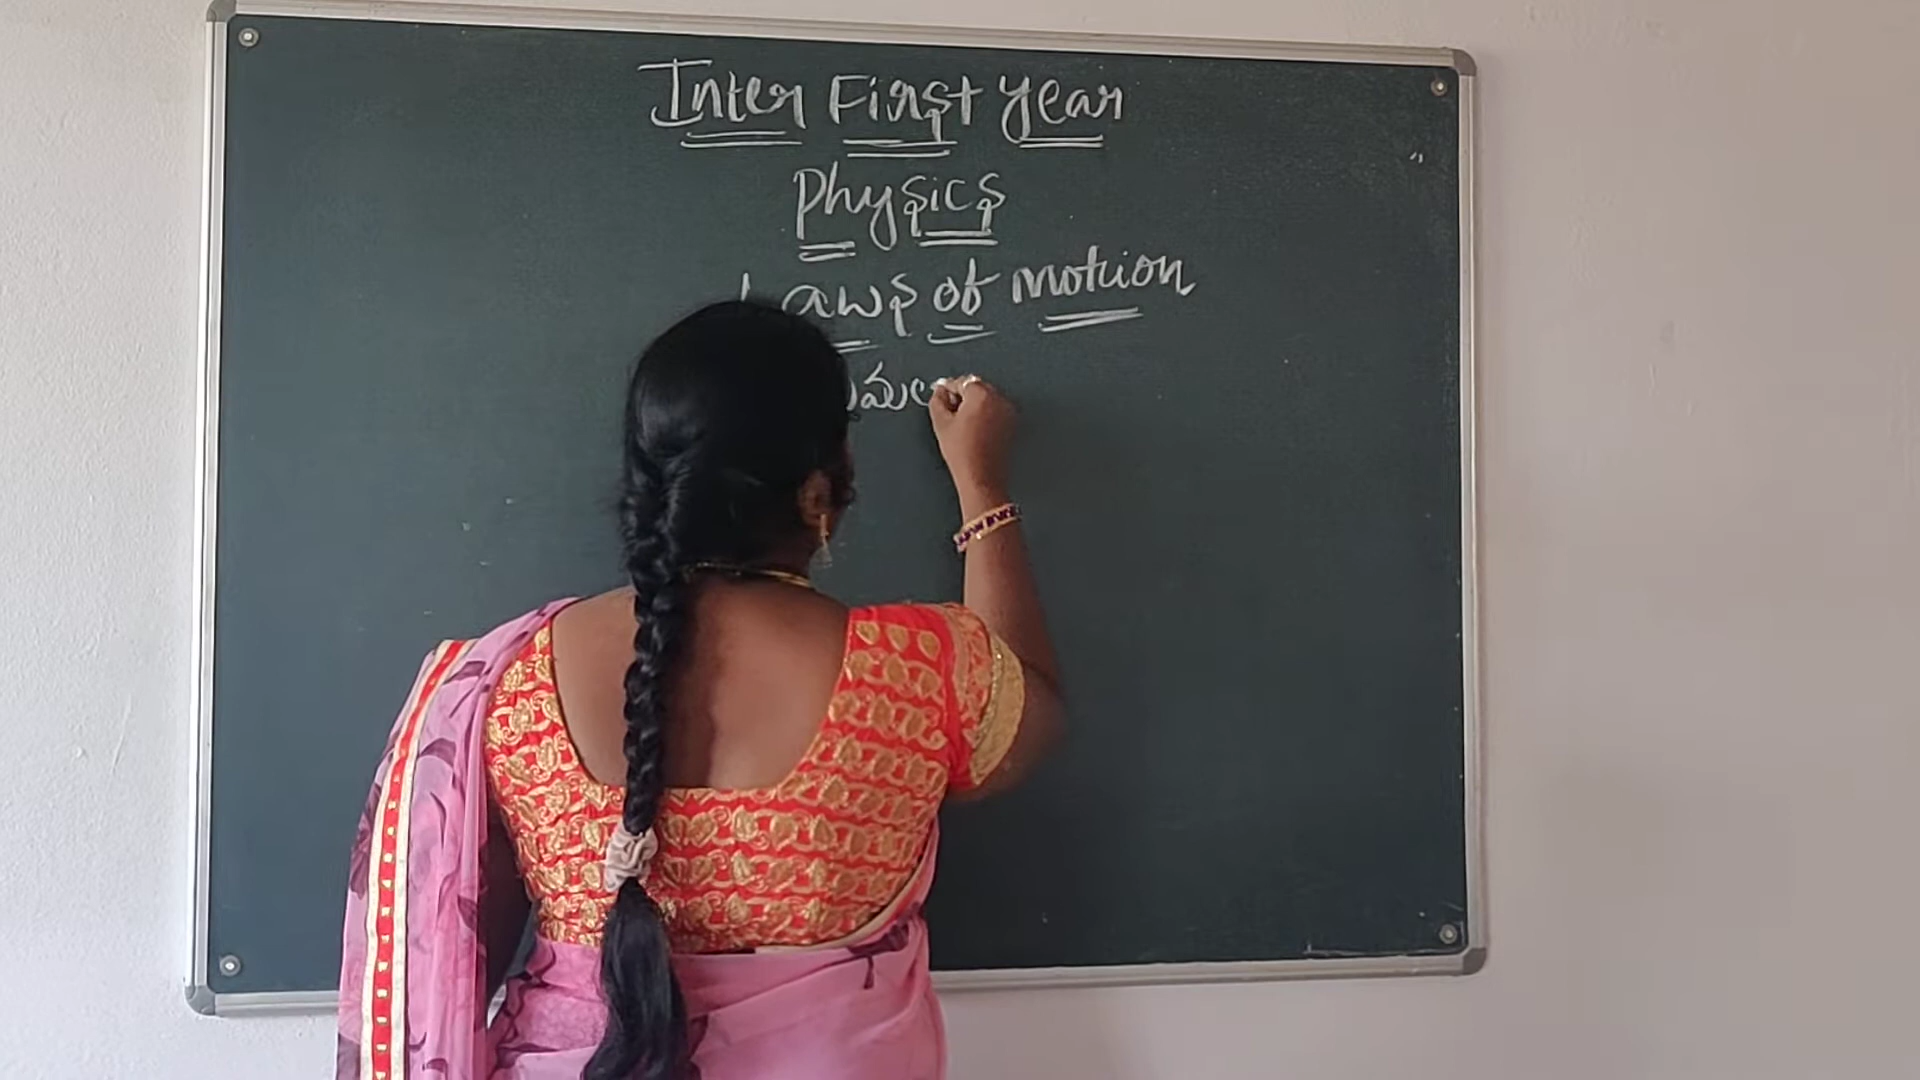 Inter First Year
Physics
Laws of Motion